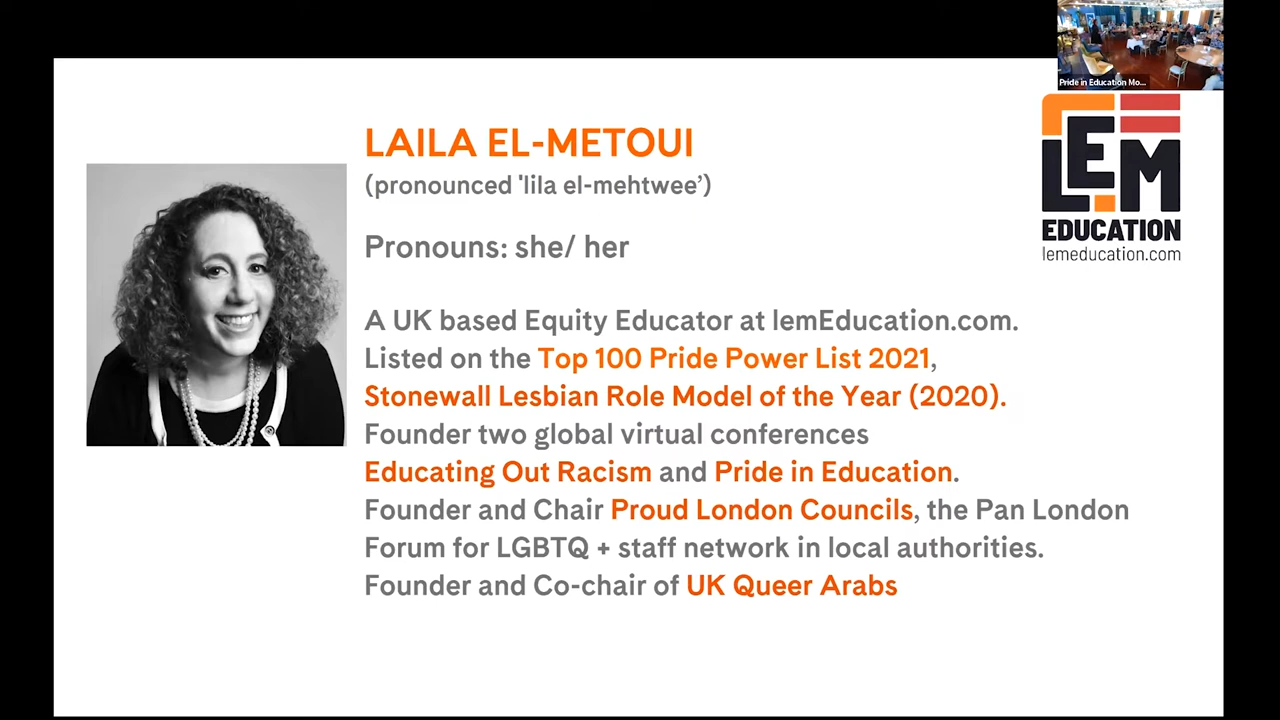 Pride in Education Mo...
LEM
EDUCATION
lemeducation.com
LAILA EL-METOUI
(pronounced 'lila el-mehtwee’)
Pronouns: she/ her
A UK based Equity Educator at lemEducation.com.
Listed on the Top 100 Pride Power List 2021,
Stonewall Lesbian Role Model of the Year (2020).
Founder two global virtual conferences
Educating Out Racism and Pride in Education.
Founder and Chair Proud London Councils, the Pan London
Forum for LGBTQ + staff network in local authorities.
Founder and Co-chair of UK Queer Arabs